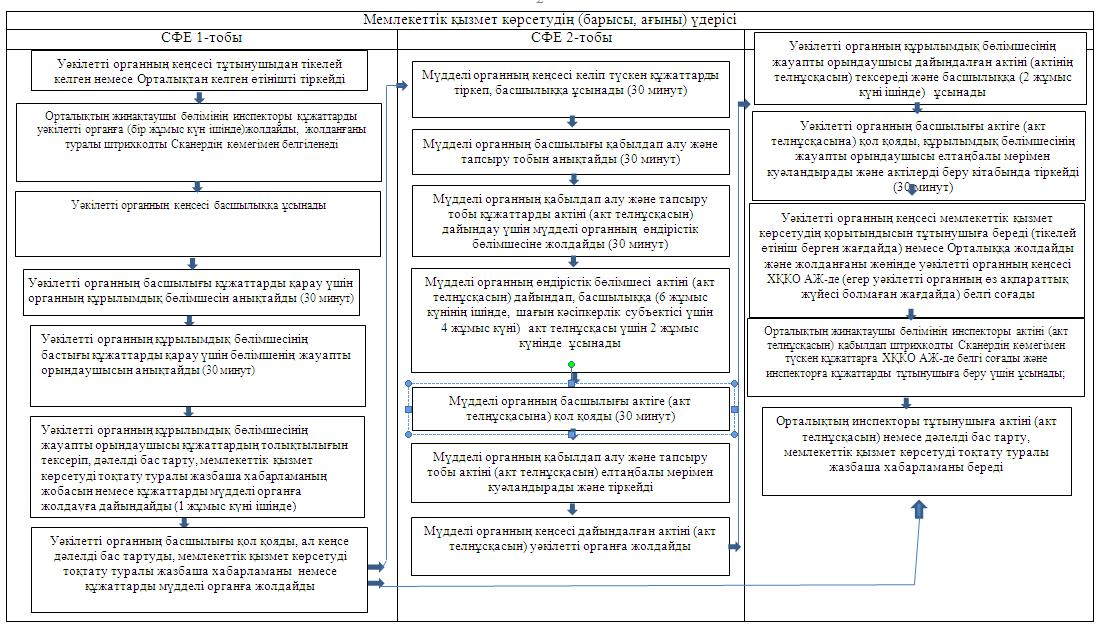 Мемлекеттік қызмет көрсетудің (барысы, ағыны) үдерісі
СФЕ 1-тобы
Уәкілетті органның кеңсесі тұтынушыдан тікелей
келген немесе Орталықтан келген өтінішті тіркейді
Орталықтың жинақтаушы бөлімінің инспекторы құжаттарды
уәкілетті органға (бір жұмыс күн ішінде)жолдайды, жолданғаны
туралы штрихкодты Сканердің көмегімен белгіленеді
Уәкілетті органның кеңсесі басшылыққа ұсынады
Уәкілетті органның басшылығы құжаттарды қарау үшін
органның құрылымдық бөлімшесін анықтайды (30 минут)
Уәкілетті органның құрылымдық бөлімшесінің
бастығы құжаттарды қарау үшін бөлімшенің жауапты
орындаушысын анықтайды (30 минут)
Уәкілетті органның құрылымдық бөлімшесінің
жауапты орындаушысы құжаттардың толықтылығын
тексеріп, дәлелді бас тарту, мемлекеттік қызмет
көрсетуді тоқтату туралы жазбаша хабарламаның
жобасын немесе құжаттарды мүдделі органға
жолдауға дайындайды (1 жұмыс күні ішінде)
Уәкілетті органның басшылығы қол қояды, ал кеңсе
дәлелді бас тартуды, мемлекеттік қызмет көрсетуді
тоқтату туралы жазбаша хабарламаны немесе
құжаттарды мүдделі органға жолдайды
СФЕ 2-тобы
Мүдделі органның кеңсесі келіп түскен құжаттарды
тіркеп, басшылыққа ұсынады (30 минут)
Мүдделі органның басшылығы қабылдап алу және
тапсыру тобын анықтайды (30 минут)
Мүдделі органның қабылдап алу және тапсыру
тобы құжаттарды актіні (акт телнұсқасын)
дайындау үшін мүдделі органның өндірістік
бөлімшесіне жолдайды (30 минут)
Мүдделі органның өндірістік бөлімшесі актіні (акт
телнұсқасын) дайындап, басшылыққа (6 жұмыс
күнінің ішінде, шағын кәсіпкерлік субъектісі үшін
4 жұмыс күні) акт телнұсқасы үшін 2 жұмыс
күнінде ұсынады
Мүдделі органның басшылығы актіге (акт
телнұсқасына) қол қояды (30 минут)
Мүдделі органның қабылдап алу және тапсыру
тобы актіні (акт телнұсқасын) елтаңбалы мөрімен
куәландырады және тіркейді
Мүдделі органның кеңсесі дайындалған актіні (акт
телнұсқасын) уәкілетті органға жолдайды
Уәкілетті органның құрылымдық бөлімшесінің
жауапты орындаушысы дайындалған актіні (актінің
телнұсқасын) тексереді және басшылыққа (2 жұмыс
күні ішінде) ұсынады
Уәкілетті органның басшылығы актіге (акт
телнұсқасына) қол қояды, құрылымдық бөлімшесінің
жауапты орындаушысы елтаңбалы мөрімен
куәландырады және актілерді беру кітабында тіркейді
(30 минут)
Уәкілетті органның кеңсесі мемлекеттік қызмет
көрсетудің қорытындысын тұтынушыға береді (тікелей
өтініш берген жағдайда) немесе Орталыққа жолдайды
және жолданғаны жөнінде уәкілетті органның кеңсесі
ХҚКО АЖ-де (егер уәкілетті органның өз ақпараттық
жүйесі болмаған жағдайда) белгі соғады
Орталықтың жинақтаушы бөлімінің инспекторы актіні (акт
телнұсқасын) қабылдап штрихкодты Сканердің көмегімен
түскен құжаттарға ХҚКО АЖ-де белгі соғады және
инспекторға құжаттарды тұтынушыға беру үшін ұсынады;
Орталықтың инспекторы тұтынушыға актіні (акт
телнұсқасын) немесе дәлелді бас тарту,
мемлекеттік қызмет көрсетуді тоқтату туралы
жазбаша хабарламаны береді